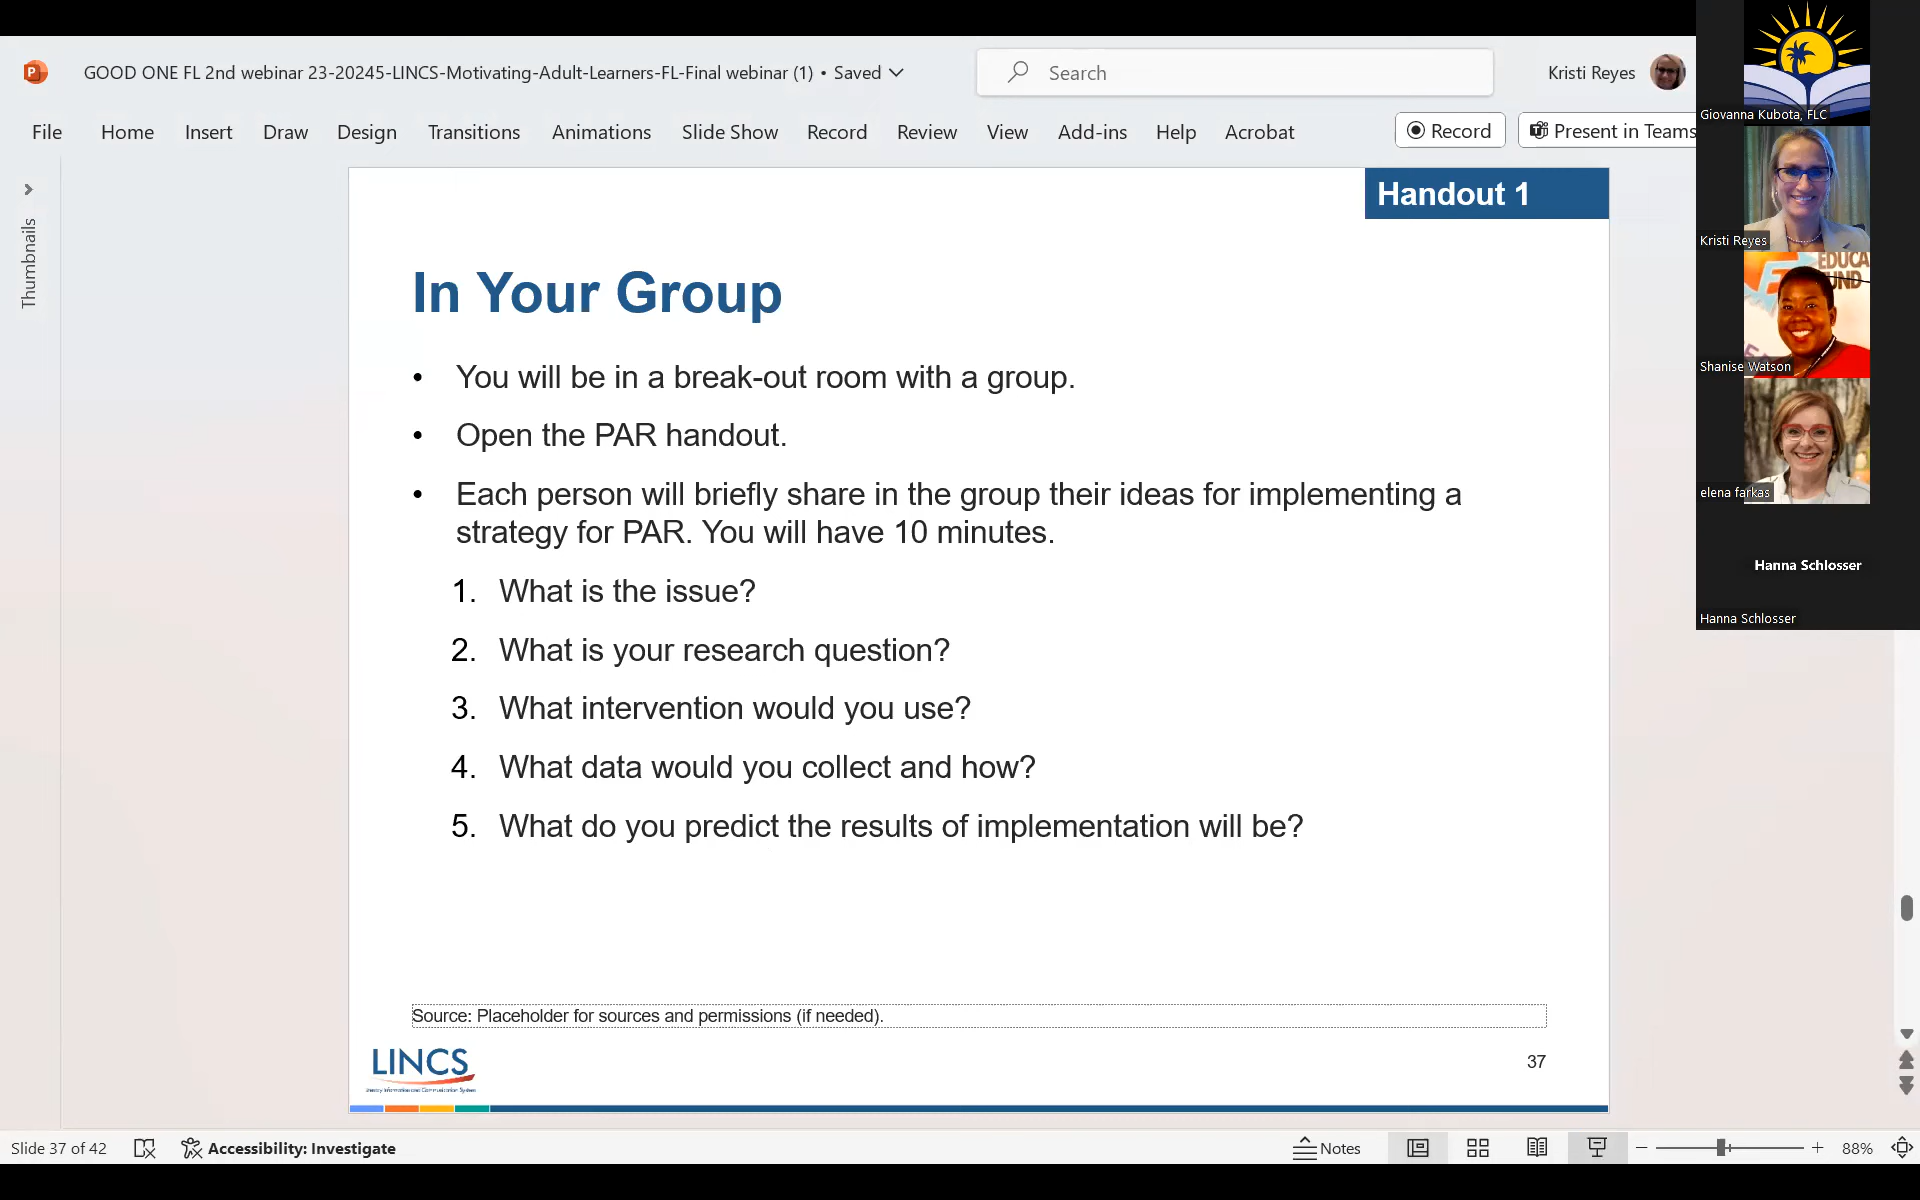 GOOD ONE FL 2nd webinar 23-20245-LINCS-Motivating-Adult-Learners-FL-Final webinar (1) • Saved
Search
Kristi Reyes
File Home Insert Draw Design Transitions Animations Slide Show Record Review View Add-ins Help Acrobat
Record
Present in Teams
Thumbnails
Handout 1
In Your Group
• You will be in a break-out room with a group.
• Open the PAR handout.
• Each person will briefly share in the group their ideas for implementing a
strategy for PAR. You will have 10 minutes.
1. What is the issue?
2. What is your research question?
3. What intervention would you use?
4. What data would you collect and how?
5. What do you predict the results of implementation will be?
Source: Placeholder for sources and permissions (if needed).
LINCS
Literacy Information and Communication System
37
Slide 37 of 42
Accessibility: Investigate
Notes
88%
Giovanna Kubota, FLC
Kristi Reyes
EDUCA
UND
Shanise Watson
elena farkas
Hanna Schlosser
Hanna Schlosser